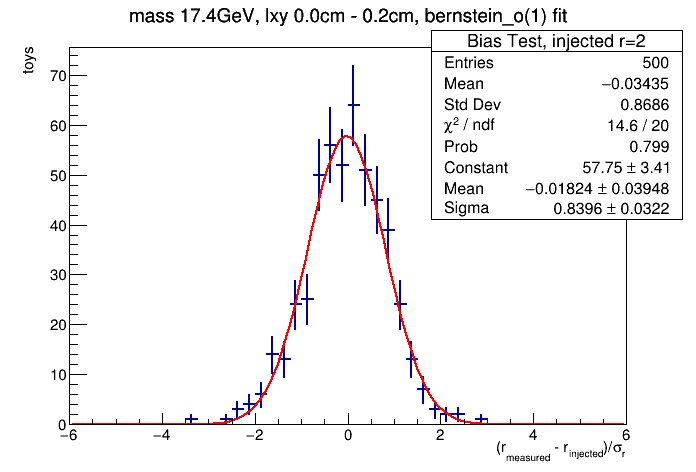 mass 17.4GeV, lxy 0.0cm - 0.2cm, bernstein_o(1) fit
toys
Bias Test, injected r=2
Entries 500
Mean −0.03435
Std Dev 0.8686
χ² / ndf 14.6 / 20
Prob 0.799
Constant 57.75 ± 3.41
Mean −0.01824 ± 0.03948
Sigma 0.8396 ± 0.0322
70
60
50
40
30
20
10
0
−6 −4 −2 0 2 4 6
(r_measured - r_injected)/σ_r